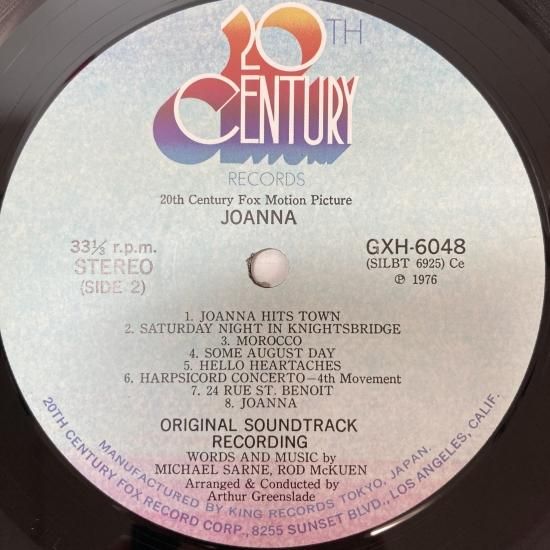 20TH
CENTURY
RECORDS
20th Century Fox Motion Picture
JOANNA
33⅓ r.p.m.
STEREO
(SIDE 2)
GXH-6048
(SILBT 6925) Ce
℗ 1976
1. JOANNA HITS TOWN
2. SATURDAY NIGHT IN KNIGHTSBRIDGE
3. MOROCCO
4. SOME AUGUST DAY
5. HELLO HEARTACHES
6. HARPSICORD CONCERTO—4th Movement
7. 24 RUE ST. BENOIT
8. JOANNA
ORIGINAL SOUNDTRACK
RECORDING
WORDS AND MUSIC by
MICHAEL SARNE, ROD McKUEN
Arranged & Conducted by
Arthur Greenslade
MANUFACTURED BY KING RECORDS TOKYO, JAPAN.
20TH CENTURY FOX RECORD CORP., 8255 SUNSET BLVD., LOS ANGELES, CALIF.